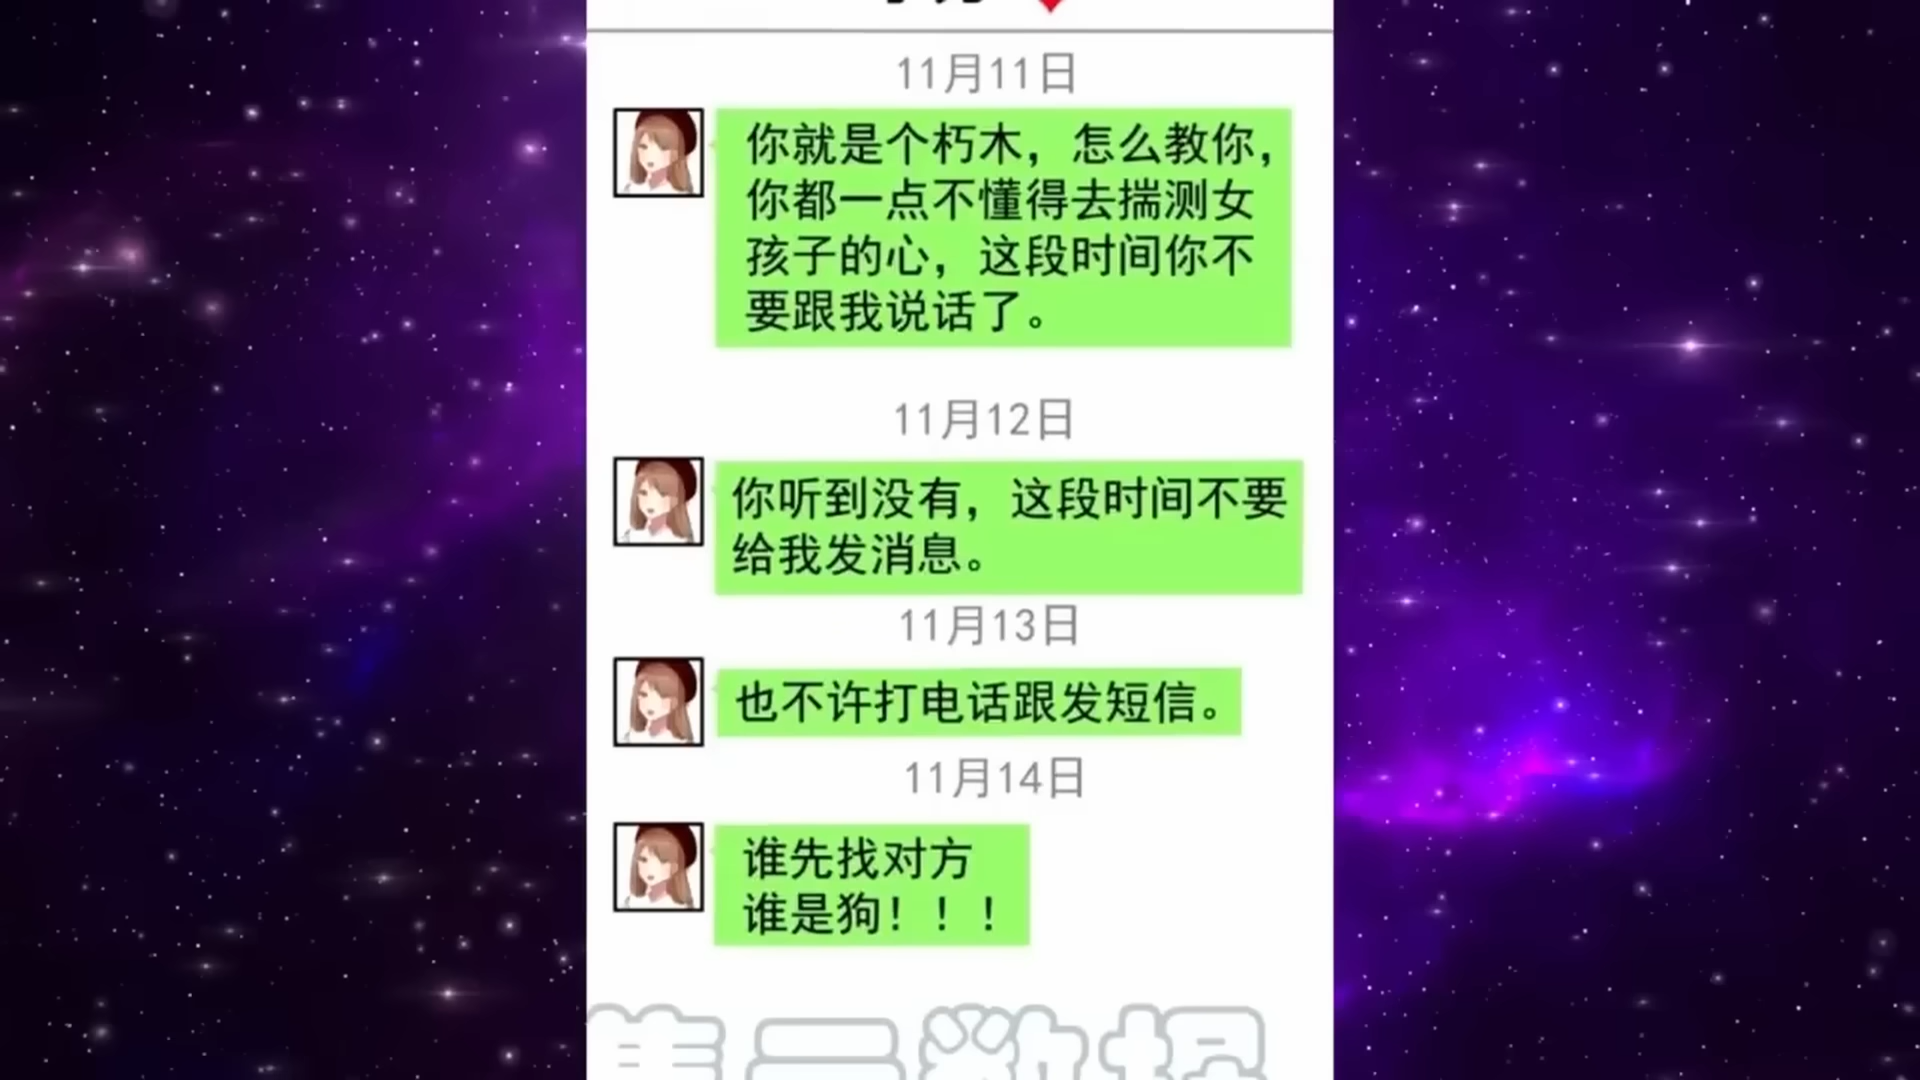 11月11日
你就是个朽木，怎么教你，
你都一点不懂得去揣测女
孩子的心，这段时间你不
要跟我说话了。
11月12日
你听到没有，这段时间不要
给我发消息。
11月13日
也不许打电话跟发短信。
11月14日
谁先找对方
谁是狗！！！